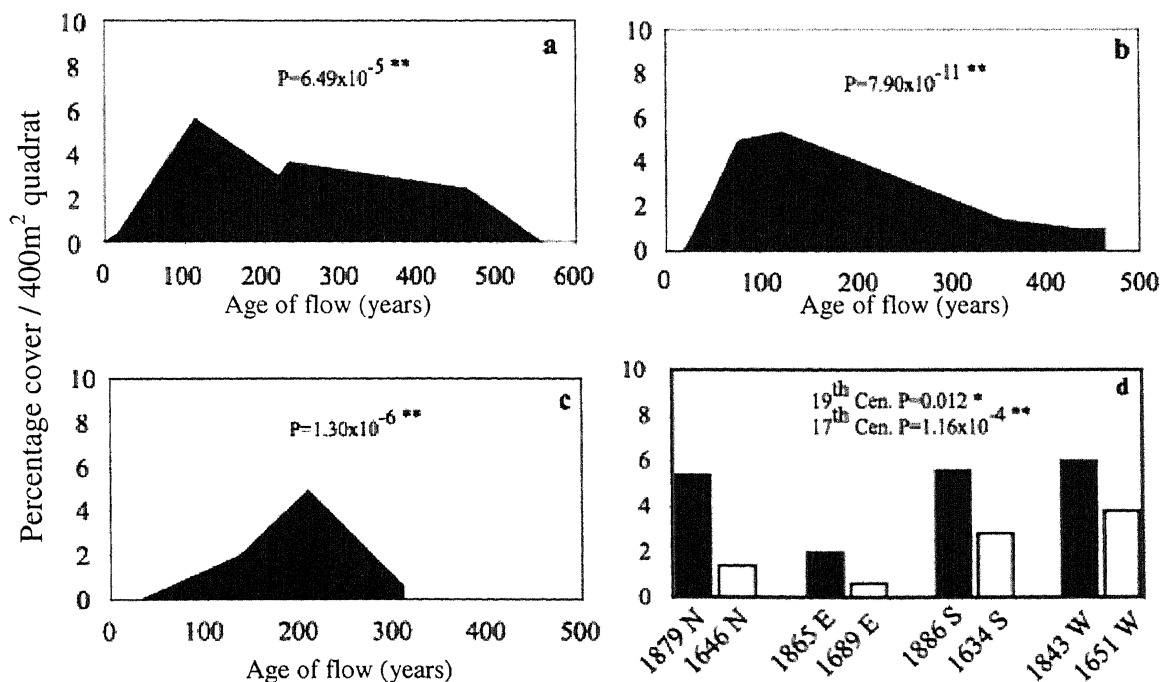 Percentage cover / 400m² quadrat
10
8
6
4
2
0
a
P=6.49x10⁻⁵ **
0 100 200 300 400 500 600
Age of flow (years)
10
8
6
4
2
0
b
P=7.90x10⁻¹¹ **
0 100 200 300 400 500
Age of flow (years)
10
8
6
4
2
0
c
P=1.30x10⁻⁶ **
0 100 200 300 400 500
Age of flow (years)
10
8
6
4
2
0
d
19th Cen. P=0.012 *
17th Cen. P=1.16x10⁻⁴ **
1879 N
1646 N
1865 E
1689 E
1886 S
1634 S
1843 W
1651 W